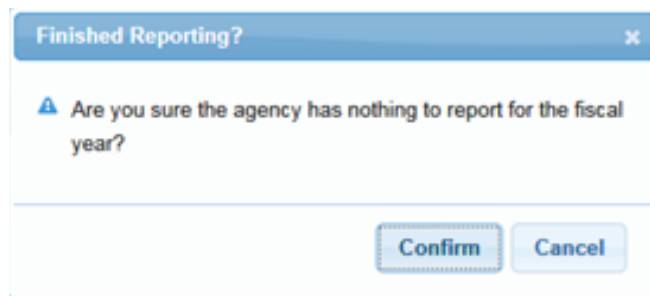 Finished Reporting?
Are you sure the agency has nothing to report for the fiscal
year?
Confirm Cancel